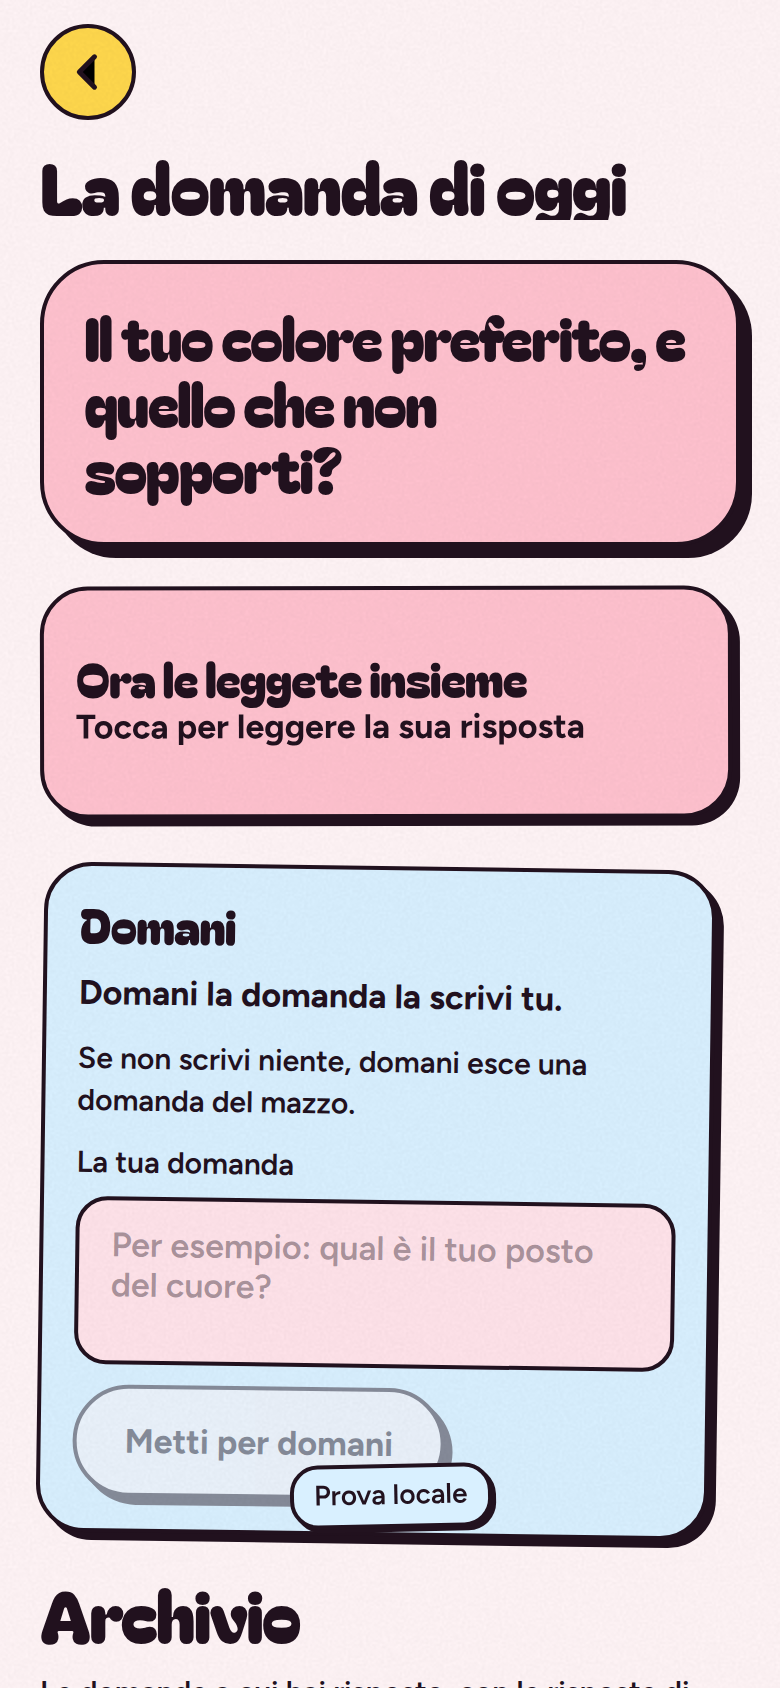 La domanda di oggi
Il tuo colore preferito, e
quello che non
sopporti?
Ora le leggete insieme
Tocca per leggere la sua risposta
Domani
Domani la domanda la scrivi tu.
Se non scrivi niente, domani esce una
domanda del mazzo.
La tua domanda
Per esempio: qual è il tuo posto
del cuore?
Metti per domani
Prova locale
Archivio